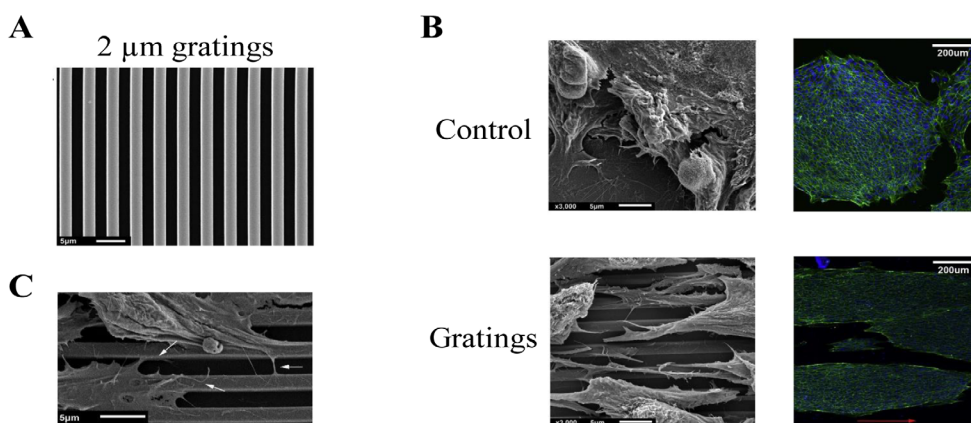 A
2 µm gratings
5µm
B
Control
x3,000 5µm
200um
C
5µm
Gratings
x3,000 5µm
200um